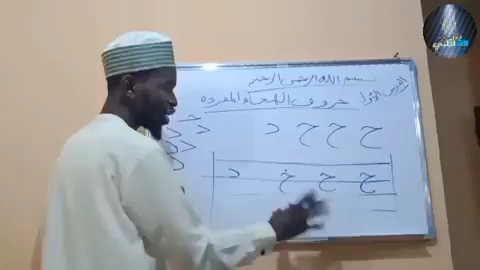 بسم الله الرحمن الرحيم
الدرس الأول
حروف الهجاء المفردة
ح ح ح د
ج ح خ د